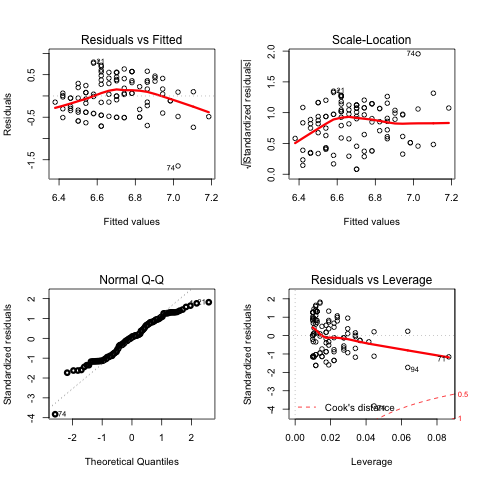 Residuals vs Fitted
Residuals
0.5
-0.5
-1.5
21
74
6.4 6.6 6.8 7.0 7.2
Fitted values
Scale-Location
√|Standardized residuals|
2.0
1.5
1.0
0.5
0.0
74
21
6.4 6.6 6.8 7.0 7.2
Fitted values
Normal Q-Q
Standardized residuals
2
1
0
-1
-2
-3
-4
74
-2 -1 0 1 2
Theoretical Quantiles
Residuals vs Leverage
Standardized residuals
2
1
0
-1
-2
-3
-4
71
94
Cook's distance
0.5
1
0.00 0.02 0.04 0.06 0.08
Leverage